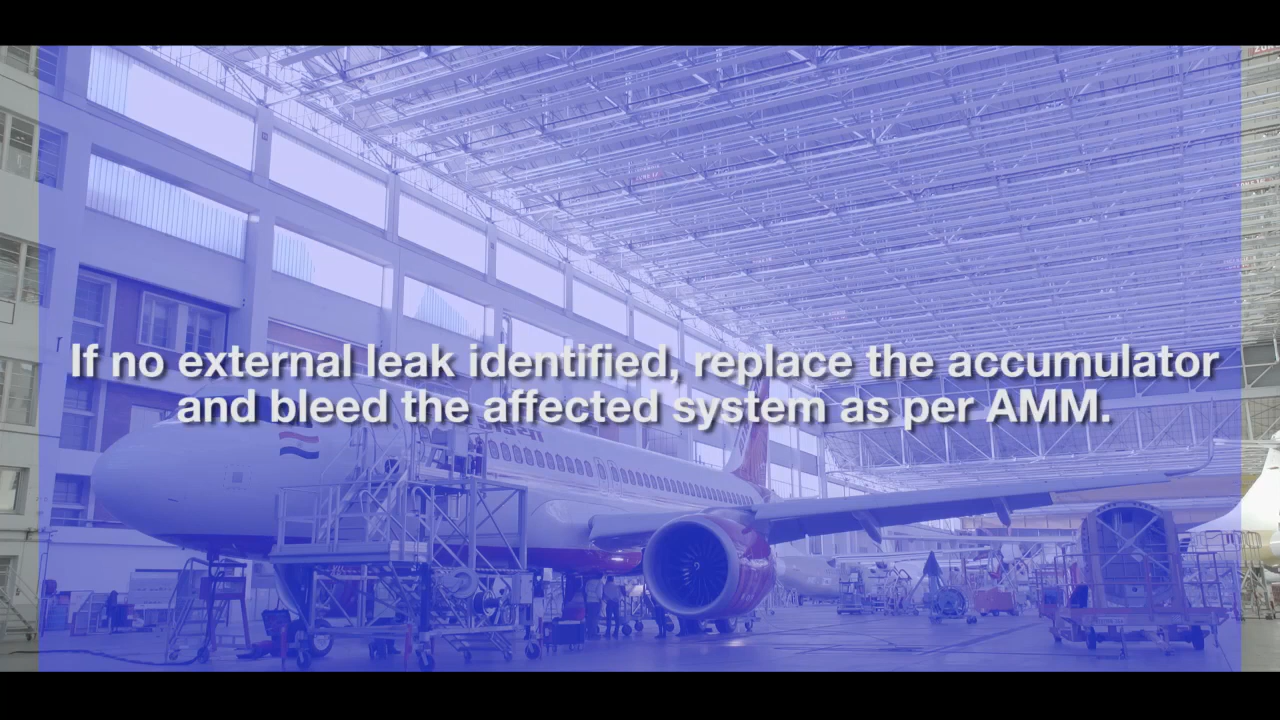 If no external leak identified, replace the accumulator
and bleed the affected system as per AMM.